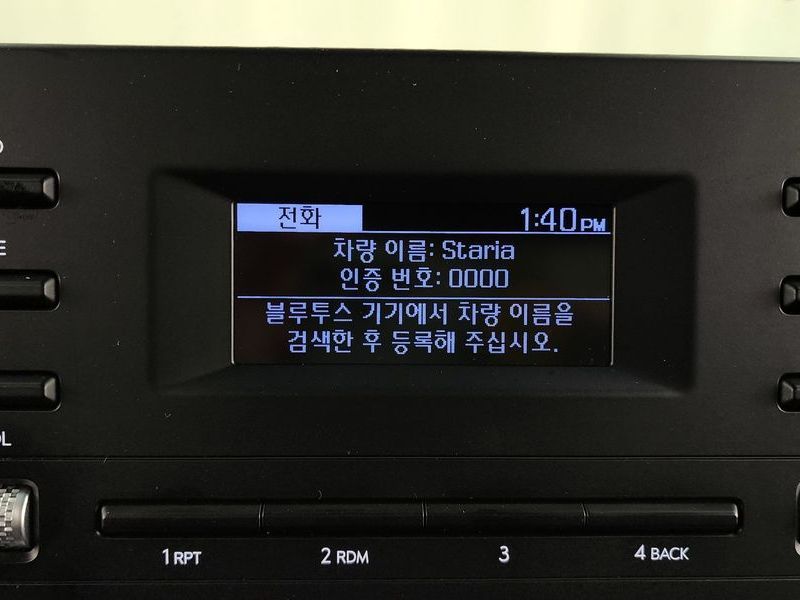 전화 1:40 PM
차량 이름: Staria
인증 번호: 0000
블루투스 기기에서 차량 이름을
검색한 후 등록해 주십시오.
1 RPT 2 RDM 3 4 BACK